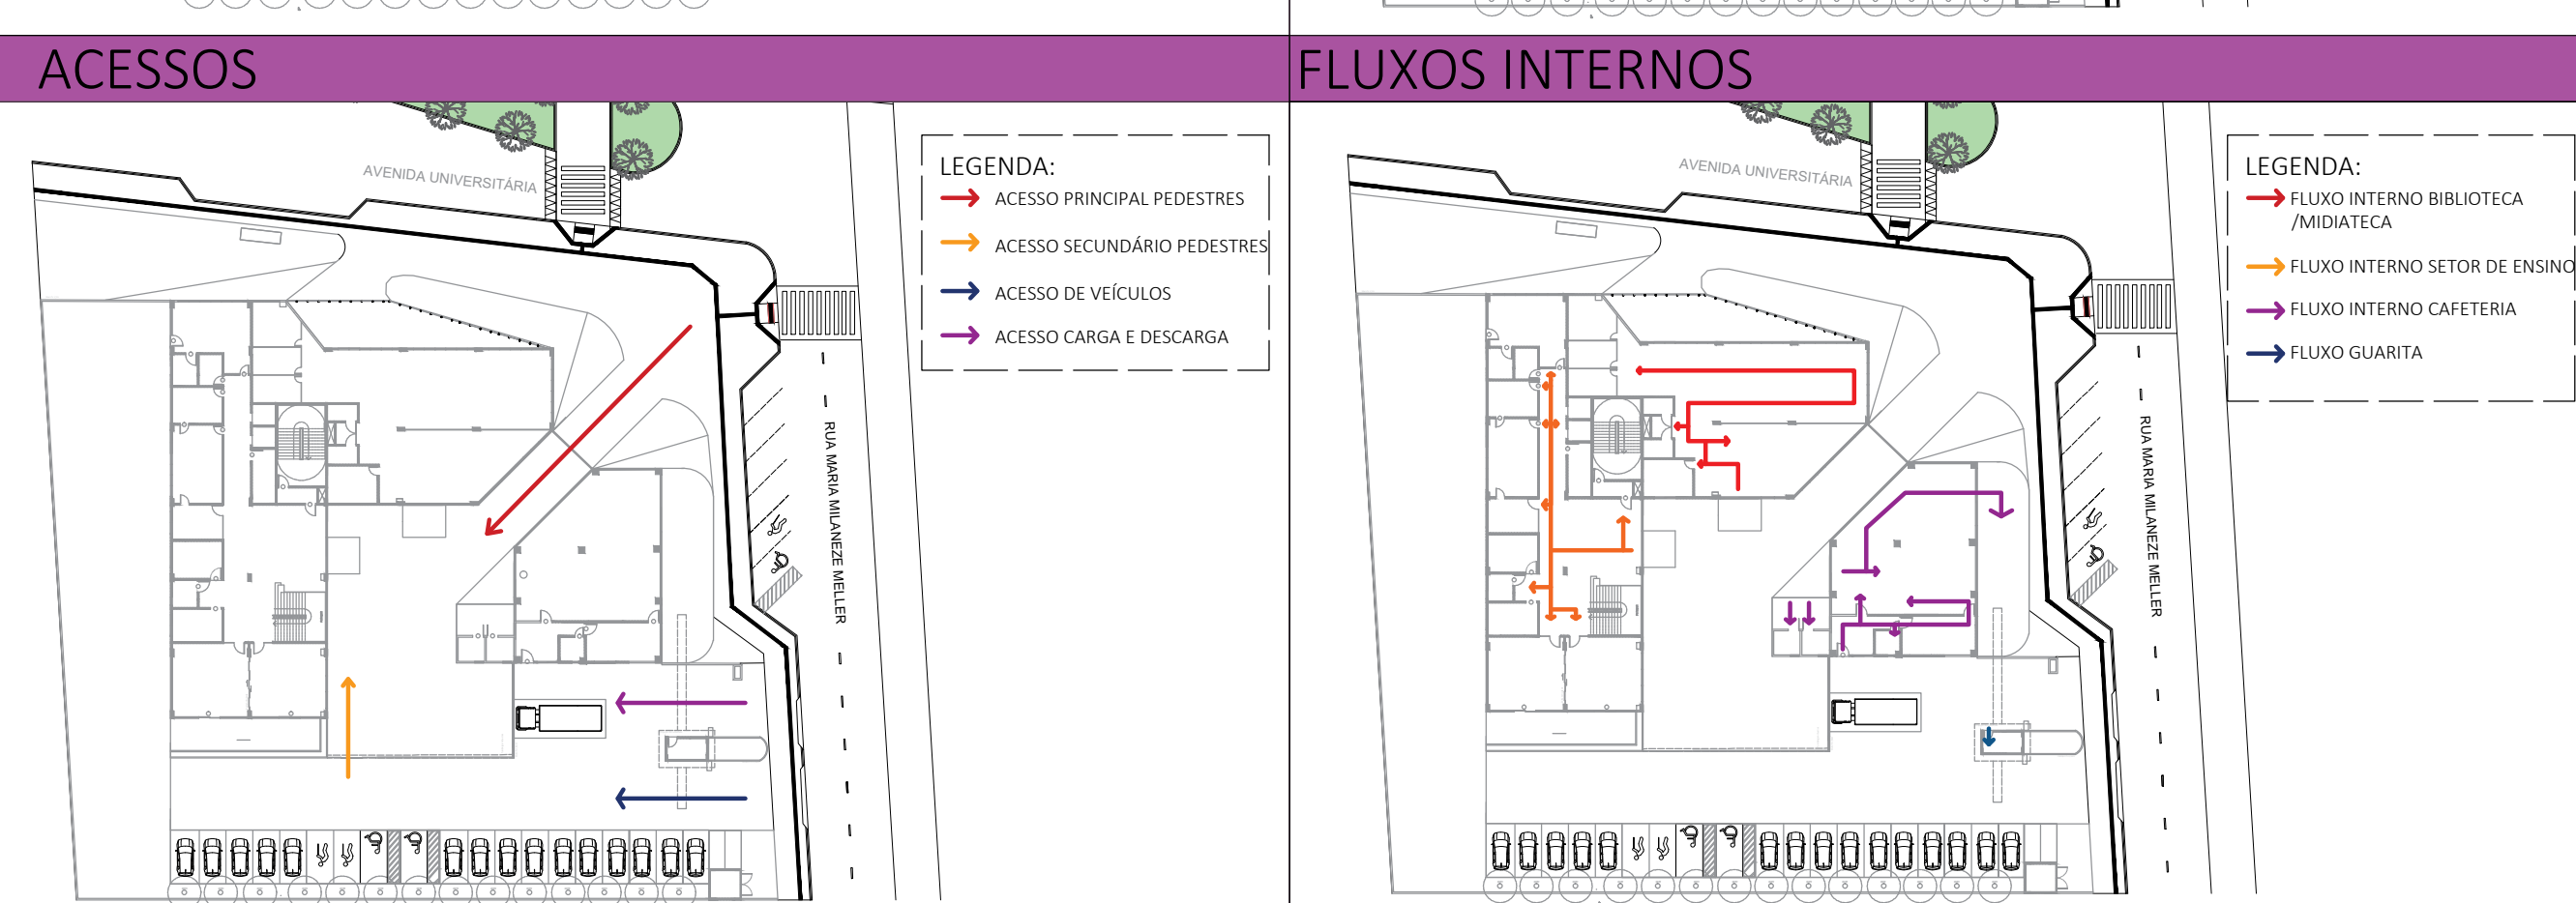 ACESSOS
AVENIDA UNIVERSITÁRIA
RUA MARIA MILANEZE MELLER
LEGENDA:
ACESSO PRINCIPAL PEDESTRES
ACESSO SECUNDÁRIO PEDESTRES
ACESSO DE VEÍCULOS
ACESSO CARGA E DESCARGA
FLUXOS INTERNOS
AVENIDA UNIVERSITÁRIA
RUA MARIA MILANEZE MELLER
LEGENDA:
FLUXO INTERNO BIBLIOTECA
/MIDIATECA
FLUXO INTERNO SETOR DE ENSINO
FLUXO INTERNO CAFETERIA
FLUXO GUARITA